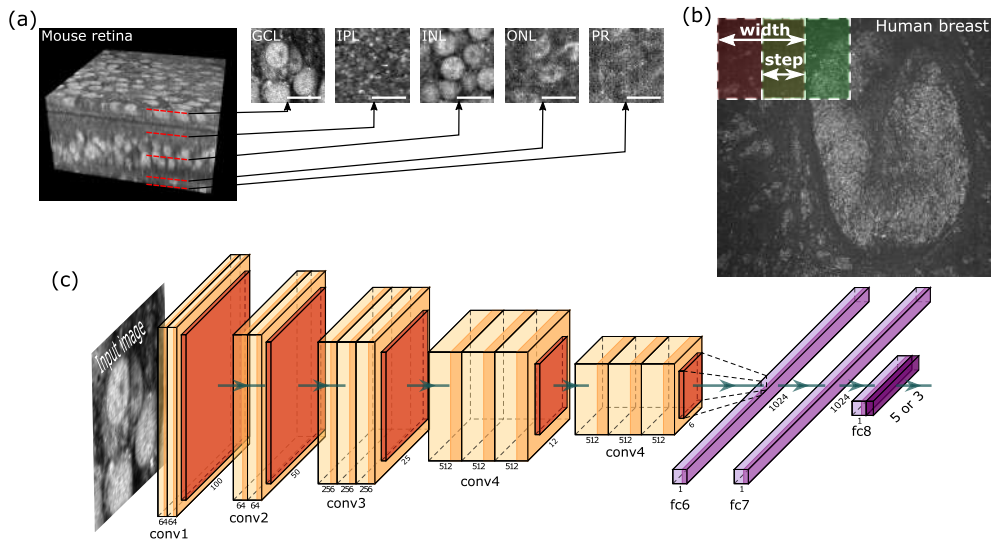 (a)
Mouse retina
GCL
IPL
INL
ONL
PR
(b)
Human breast
width
step
(c)
Input image
64 64
100
conv1
64 64
50
conv2
256 256 256
25
conv3
512 512 512
12
conv4
512 512 512
6
conv4
1
1024
fc6
1
1024
fc7
1
fc8
5 or 3